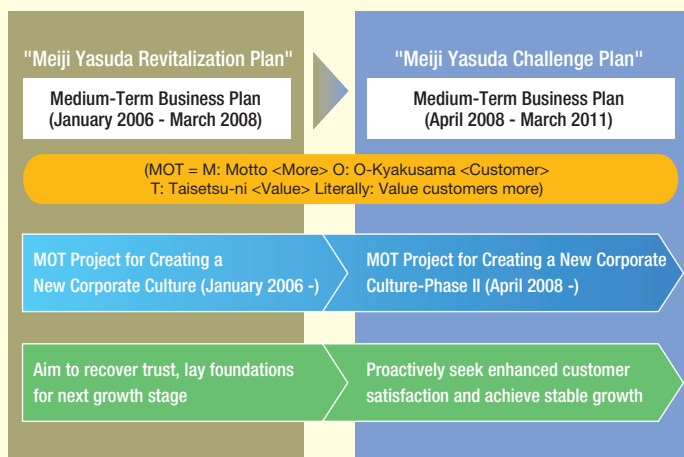 "Meiji Yasuda Revitalization Plan"
Medium-Term Business Plan
(January 2006 - March 2008)
"Meiji Yasuda Challenge Plan"
Medium-Term Business Plan
(April 2008 - March 2011)
(MOT = M: Motto <More> O: O-Kyakusama <Customer>
T: Taisetsu-ni <Value> Literally: Value customers more)
MOT Project for Creating a
New Corporate Culture (January 2006 -)
MOT Project for Creating a New Corporate
Culture-Phase II (April 2008 -)
Aim to recover trust, lay foundations
for next growth stage
Proactively seek enhanced customer
satisfaction and achieve stable growth